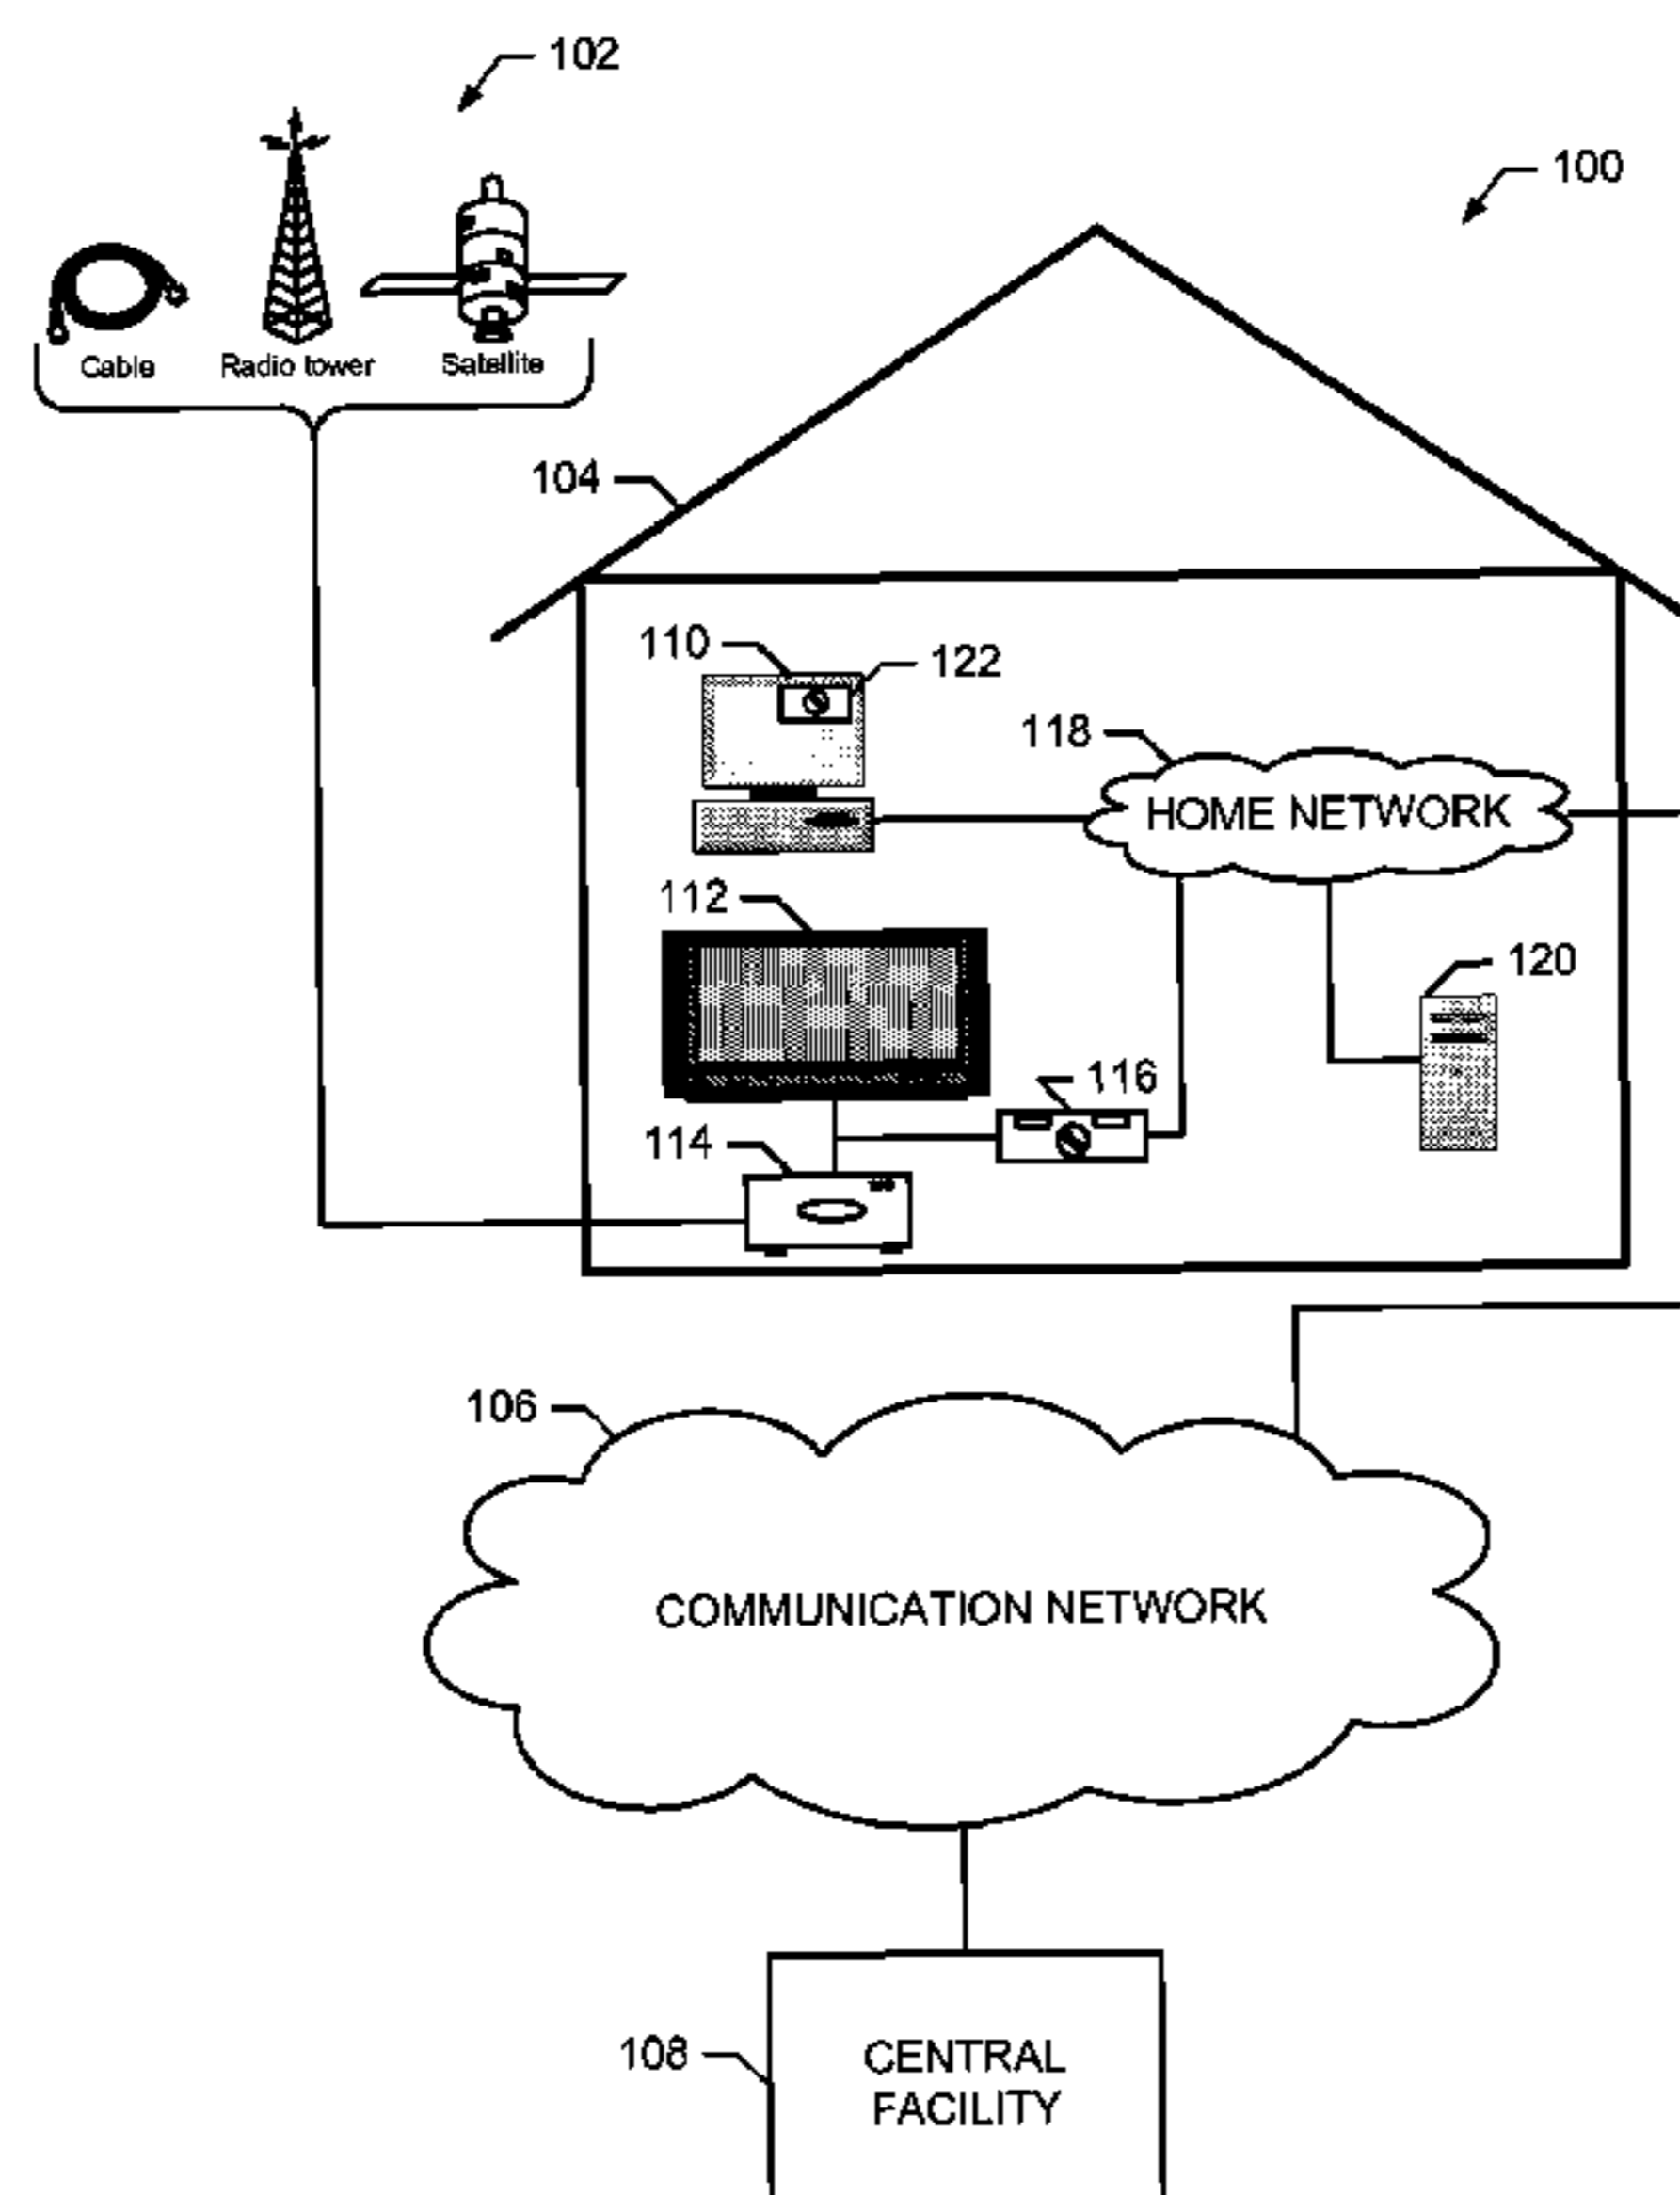 102
100
Cable
Radio tower
Satellite
104
110
122
118
HOME NETWORK
112
120
116
114
106
COMMUNICATION NETWORK
108
CENTRAL
FACILITY